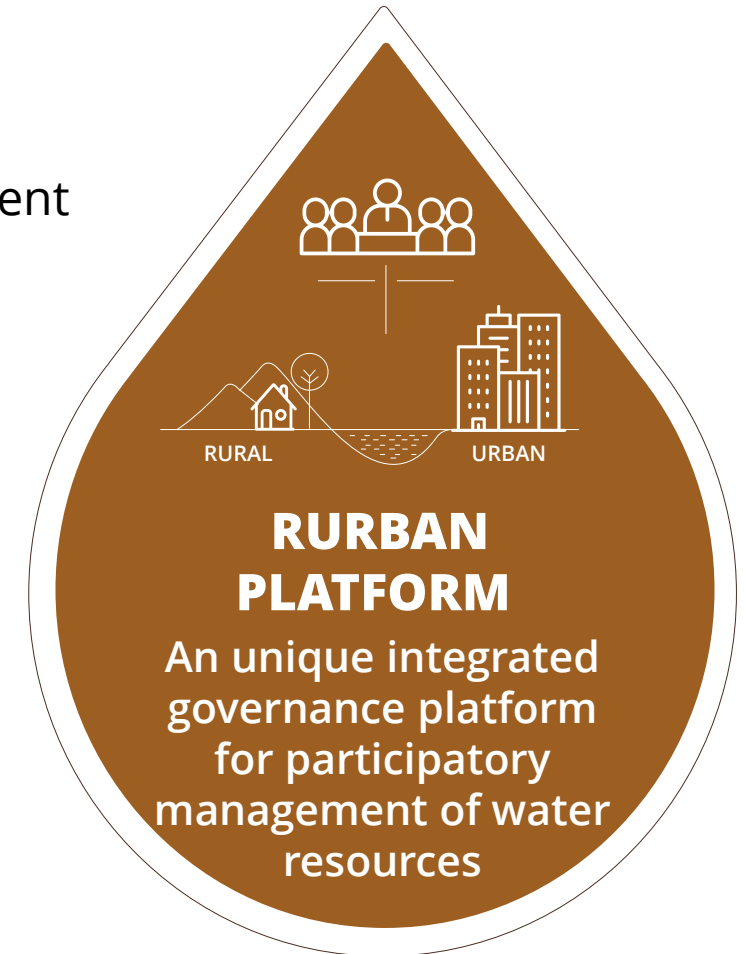 ent
RURAL
URBAN
RURBAN
PLATFORM
An unique integrated
governance platform
for participatory
management of water
resources